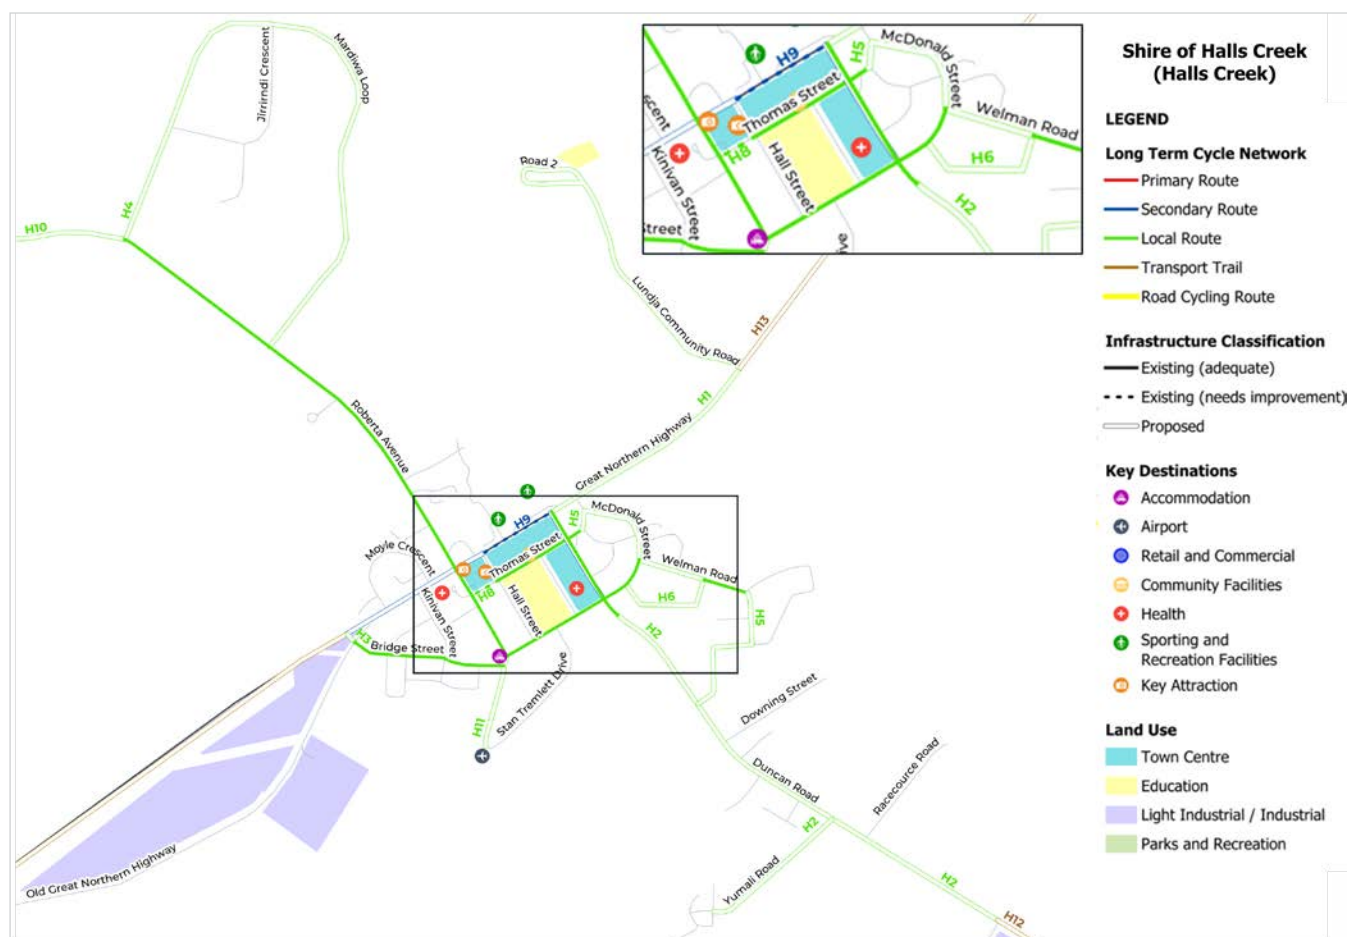 Shire of Halls Creek
(Halls Creek)
LEGEND
Long Term Cycle Network
Primary Route
Secondary Route
Local Route
Transport Trail
Road Cycling Route
Infrastructure Classification
Existing (adequate)
Existing (needs improvement)
Proposed
Key Destinations
Accommodation
Airport
Retail and Commercial
Community Facilities
Health
Sporting and
Recreation Facilities
Key Attraction
Land Use
Town Centre
Education
Light Industrial / Industrial
Parks and Recreation
Jirrirndi Crescent
Mardiwa Loop
H4
H10
Road 2
Lundja Community Road
H13
H1
Great Northern Highway
Roberta Avenue
H9
H5
McDonald Street
Thomas Street
Welman Road
Moyle Crescent
H8
Hall Street
H6
H5
Kinivan Street
H3
Bridge Street
H2
H11
Stan Tremlett Drive
Downing Street
Duncan Road
Racecourse Road
H2
Yumali Road
H2
H12
Old Great Northern Highway
H9
H5
McDonald Street
Thomas Street
Welman Road
scent
H8
Hall Street
H6
Kinivan Street
H2
Street
ive